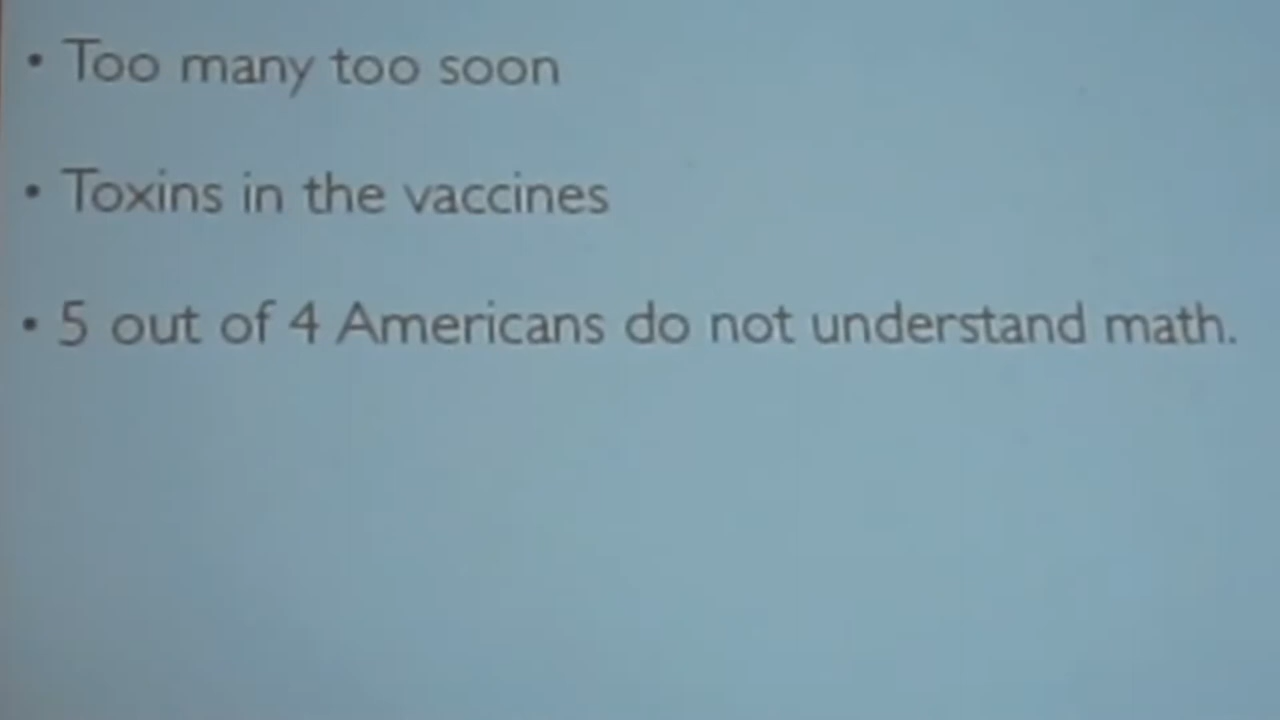 • Too many too soon
• Toxins in the vaccines
• 5 out of 4 Americans do not understand math.